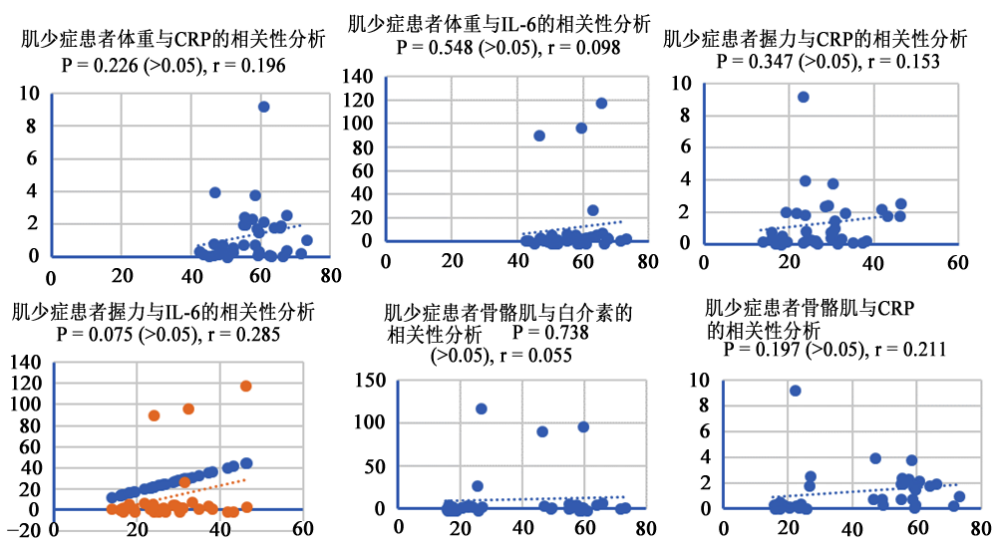 肌少症患者体重与CRP的相关性分析
P = 0.226 (>0.05), r = 0.196
10
8
6
4
2
0
0 20 40 60 80
肌少症患者体重与IL-6的相关性分析
P = 0.548 (>0.05), r = 0.098
140
120
100
80
60
40
20
0
0 20 40 60 80
肌少症患者握力与CRP的相关性分析
P = 0.347 (>0.05), r = 0.153
10
8
6
4
2
0
0 20 40 60
肌少症患者握力与IL-6的相关性分析
P = 0.075 (>0.05), r = 0.285
140
120
100
80
60
40
20
0
−20 0 20 40 60
肌少症患者骨骼肌与白介素的
相关性分析 P = 0.738
(>0.05), r = 0.055
150
100
50
0
0 20 40 60 80
肌少症患者骨骼肌与CRP
的相关性分析
P = 0.197 (>0.05), r = 0.211
10
8
6
4
2
0
0 20 40 60 80